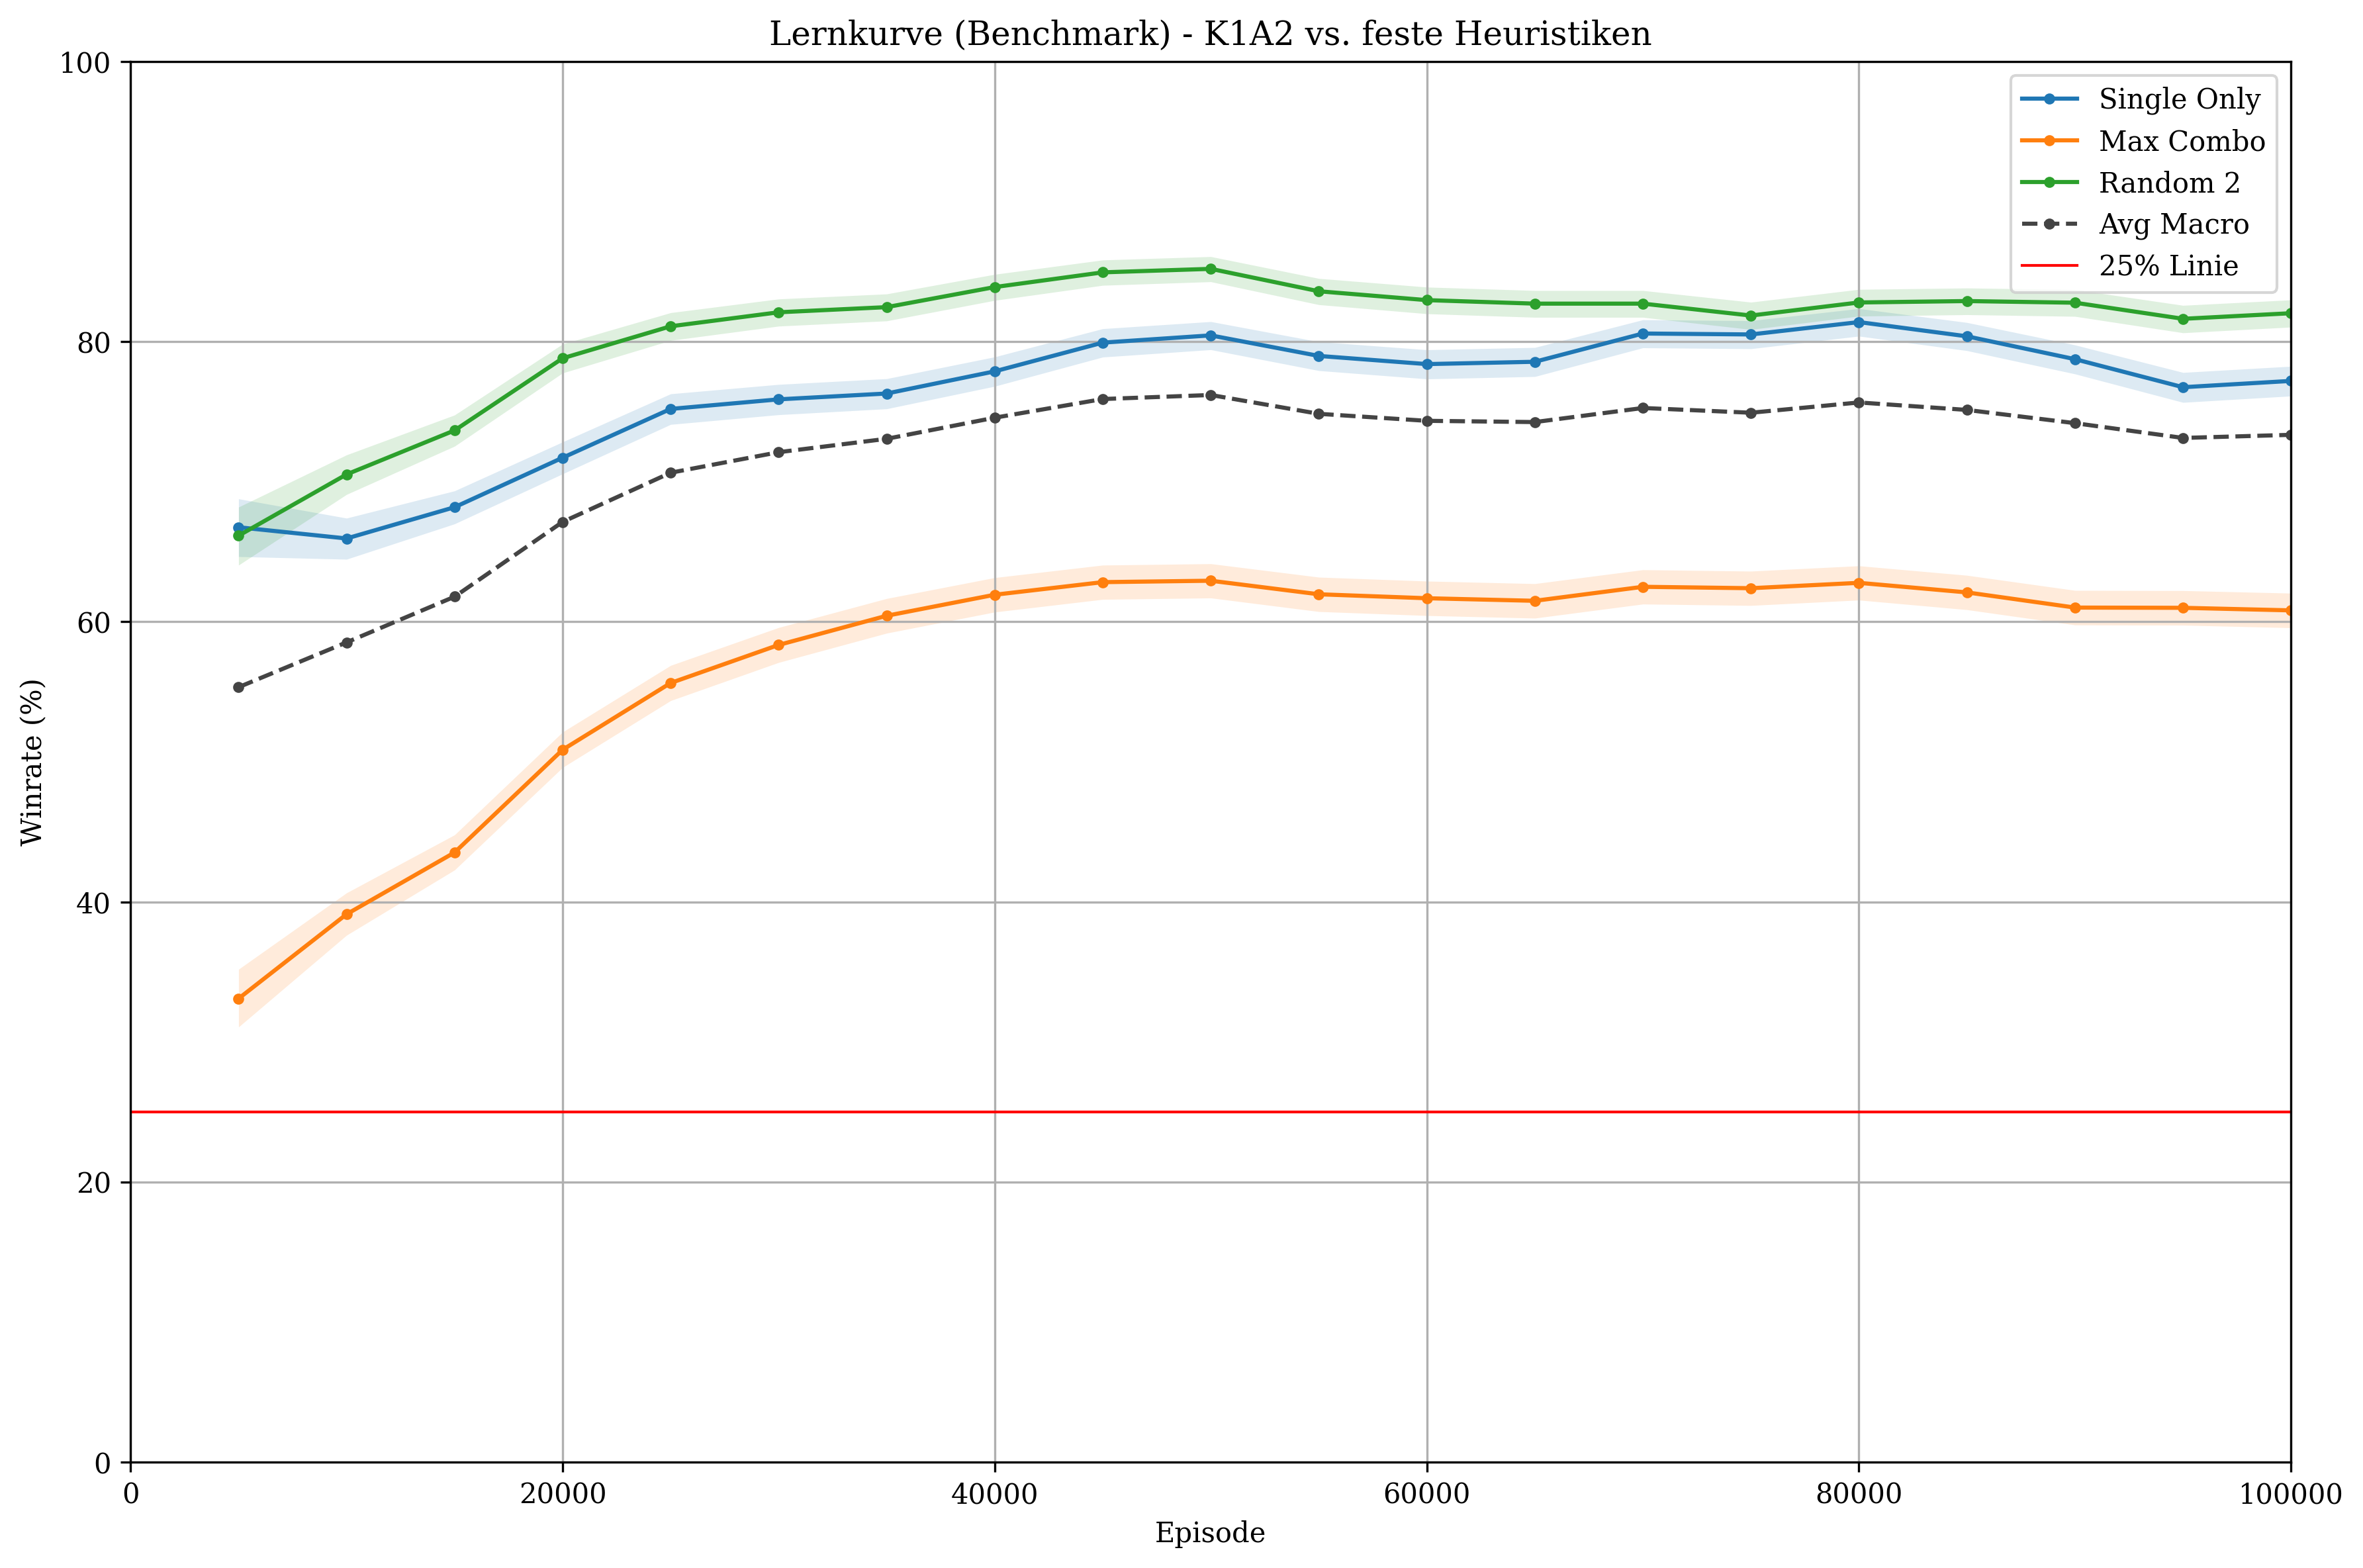 Lernkurve (Benchmark) - K1A2 vs. feste Heuristiken
100
80
60
40
20
0
Winrate (%)
Single Only
Max Combo
Random 2
Avg Macro
25% Linie
0
20000
40000
60000
80000
100000
Episode